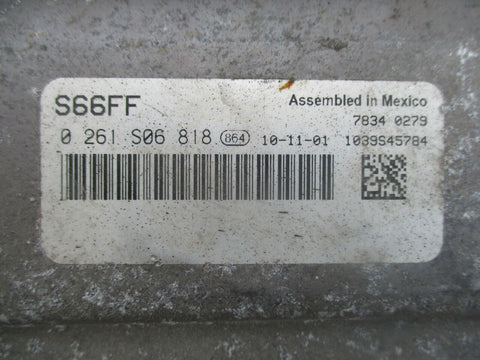 S66FF
Assembled in Mexico
7834 0279
0 261 S06 818 864 10-11-01 1039S45784